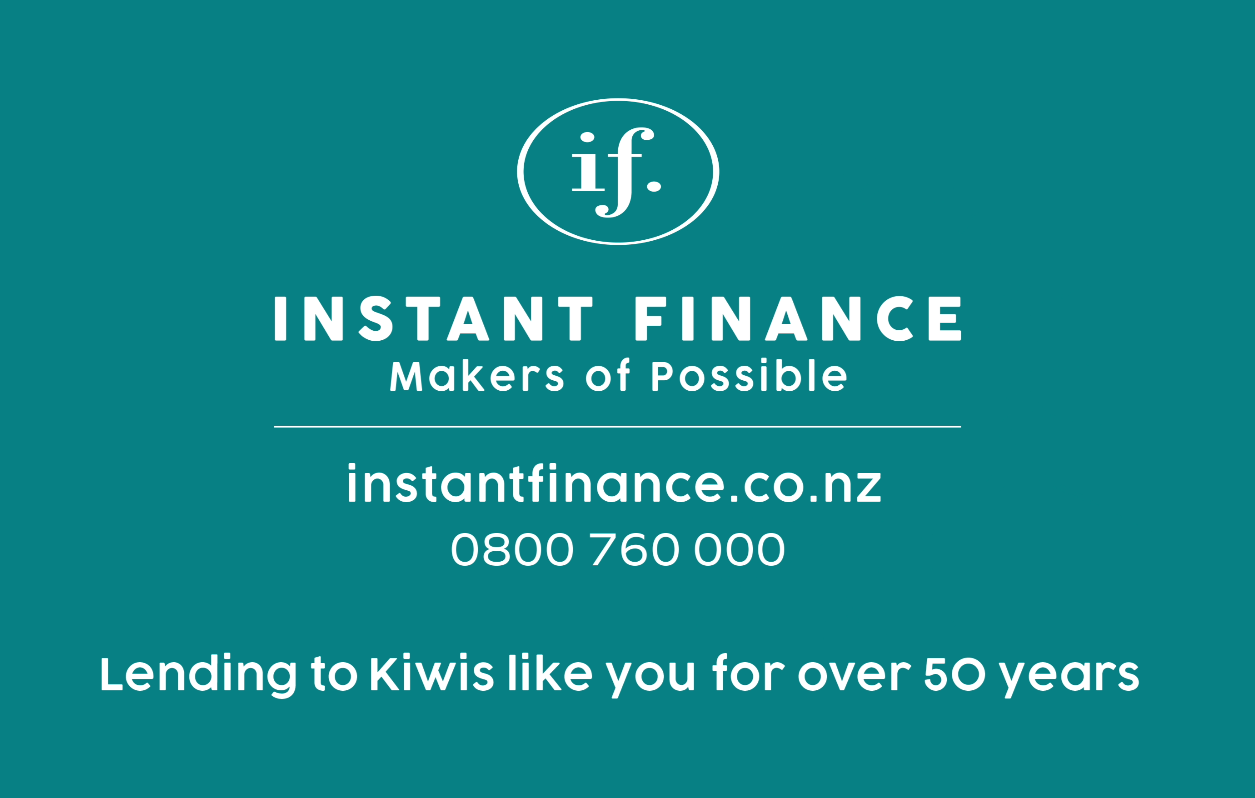 if.
INSTANT FINANCE
Makers of Possible
instantfinance.co.nz
0800 760 000
Lending to Kiwis like you for over 50 years